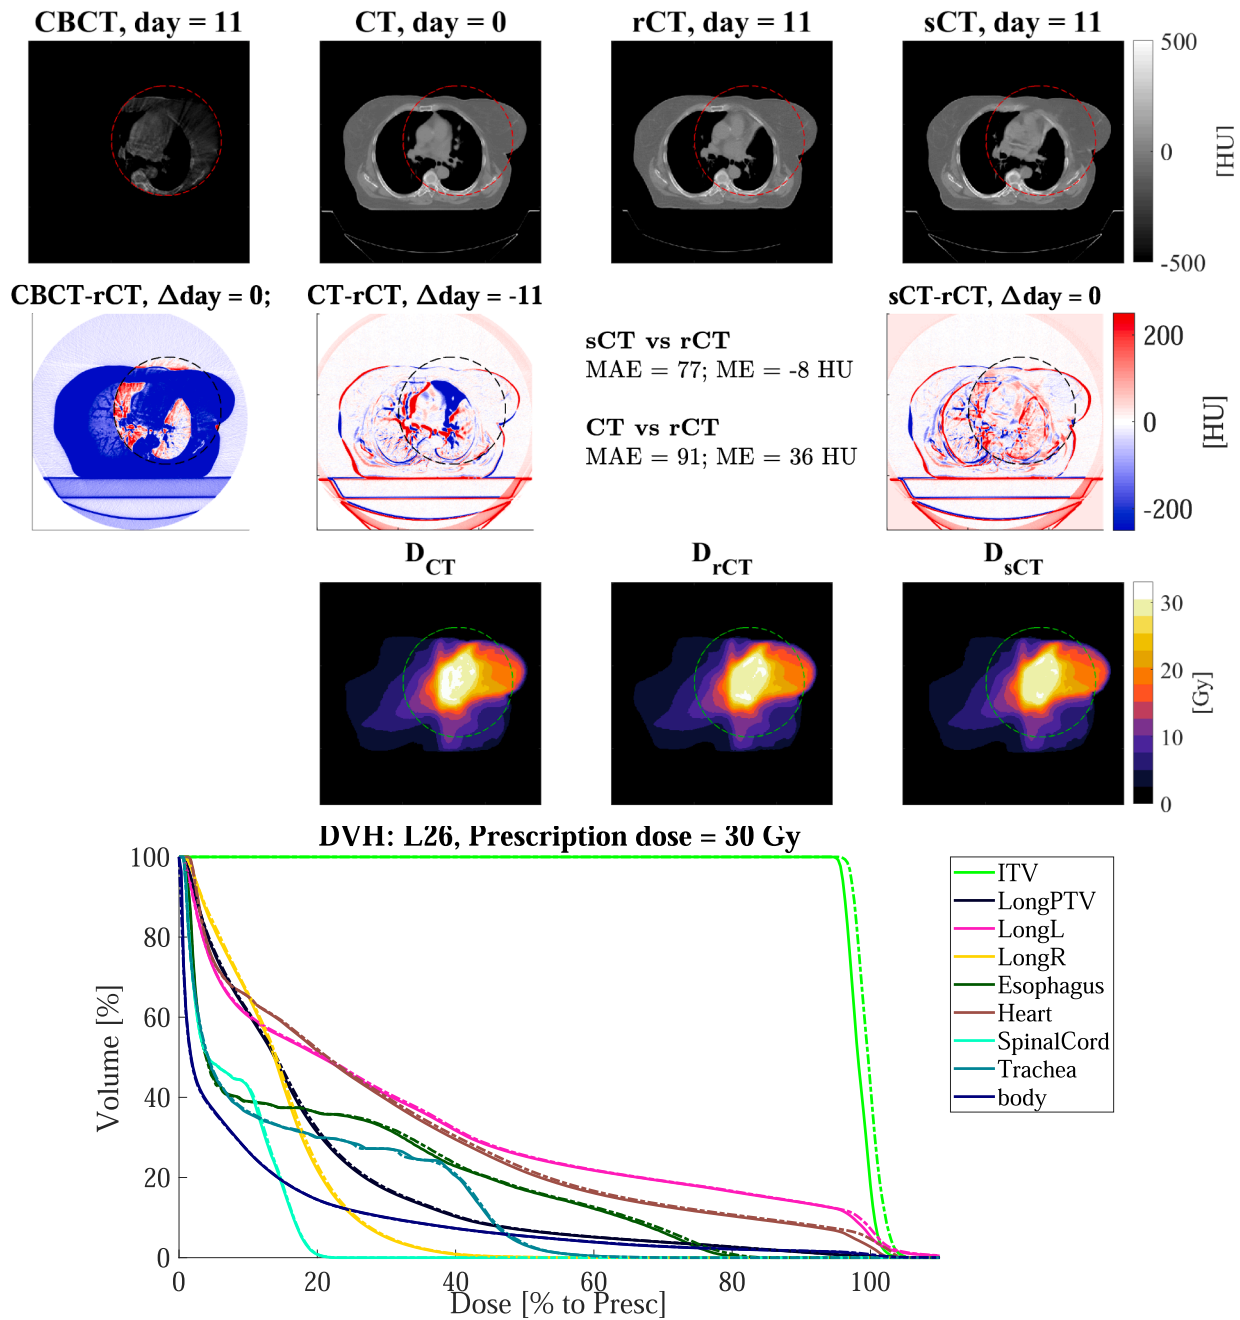 CBCT, day = 11
CT, day = 0
rCT, day = 11
sCT, day = 11
500
0
-500
[HU]
CBCT-rCT, Δday = 0;
CT-rCT, Δday = -11
sCT-rCT, Δday = 0
sCT vs rCT
MAE = 77; ME = -8 HU
CT vs rCT
MAE = 91; ME = 36 HU
200
0
-200
[HU]
D_CT
D_rCT
D_sCT
30
20
10
0
[Gy]
DVH: L26, Prescription dose = 30 Gy
100
80
60
40
20
0
Volume [%]
0 20 40 60 80 100
Dose [% to Presc]
ITV
LongPTV
LongL
LongR
Esophagus
Heart
SpinalCord
Trachea
body